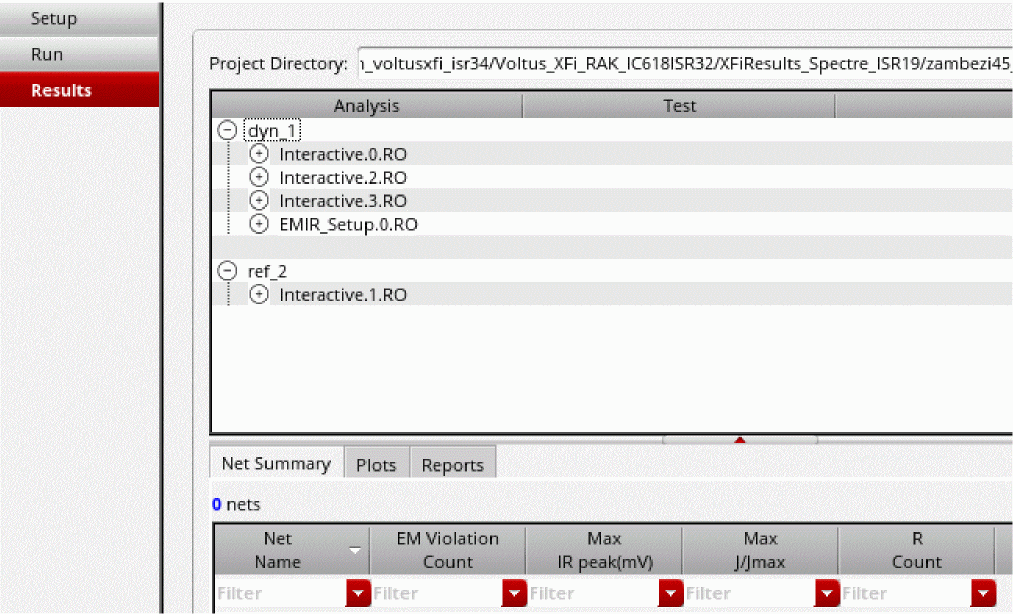 Setup
Run
Results
Project Directory: ı_voltusxfi_isr34/Voltus_XFi_RAK_IC618ISR32/XFiResults_Spectre_ISR19/zambezi45_
Analysis Test
dyn_1
Interactive.0.RO
Interactive.2.RO
Interactive.3.RO
EMIR_Setup.0.RO
ref_2
Interactive.1.RO
Net Summary Plots Reports
0 nets
Net Name EM Violation Count Max IR peak(mV) Max J/Jmax R Count
Filter Filter Filter Filter Filter